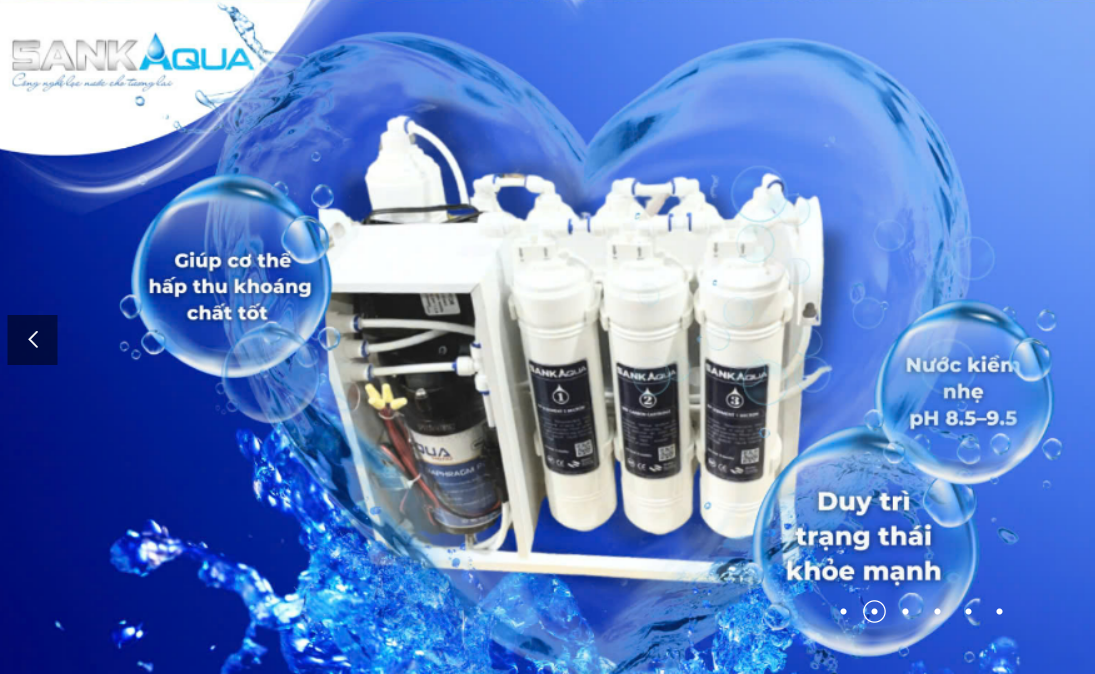 SANKAQUA
Công nghệ lọc nước cho tương lai
Giúp cơ thể
hấp thu khoáng
chất tốt
SANKAQUA
1
SANKAQUA
2
SANKAQUA
3
QUA
Nước kiềm
nhẹ
pH 8.5–9.5
Duy trì
trạng thái
khỏe mạnh